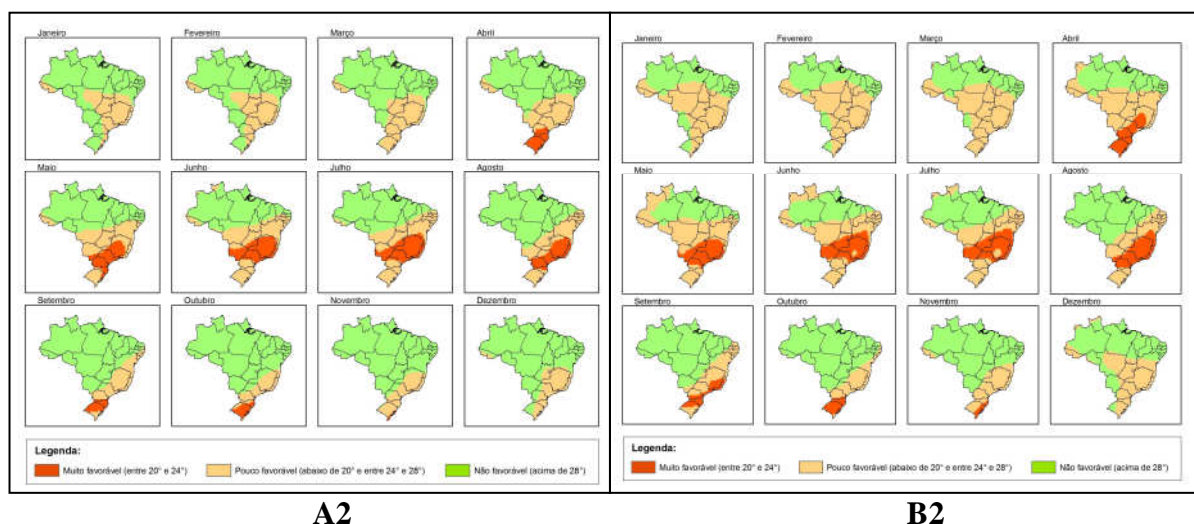 Janeiro Fevereiro Março Abril
Maio Junho Julho Agosto
Setembro Outubro Novembro Dezembro
Legenda:
Muito favorável (entre 20° e 24°) Pouco favorável (abaixo de 20° e entre 24° e 28°) Não favorável (acima de 28°)
A2
Janeiro Fevereiro Março Abril
Maio Junho Julho Agosto
Setembro Outubro Novembro Dezembro
Legenda:
Muito favorável (entre 20° e 24°) Pouco favorável (abaixo de 20° e entre 24° e 28°) Não favorável (acima de 28°)
B2